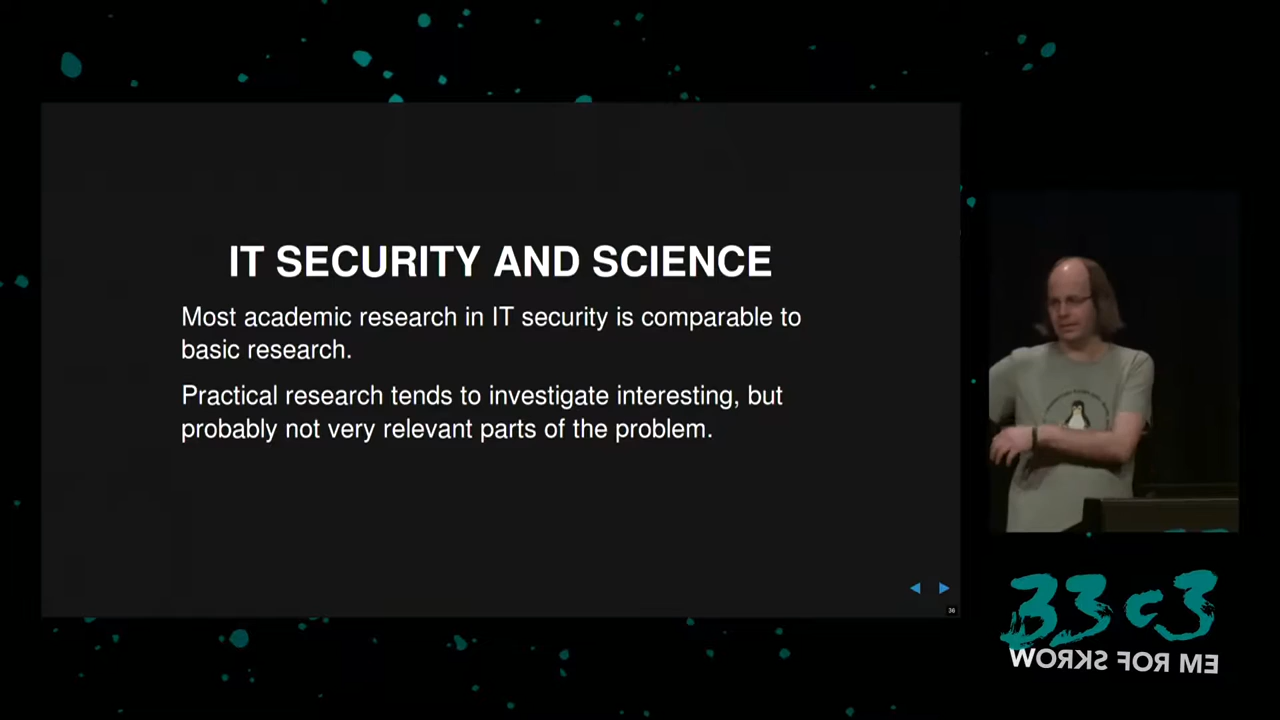 IT SECURITY AND SCIENCE
Most academic research in IT security is comparable to
basic research.
Practical research tends to investigate interesting, but
probably not very relevant parts of the problem.
36
33c3
WORKS FOR ME